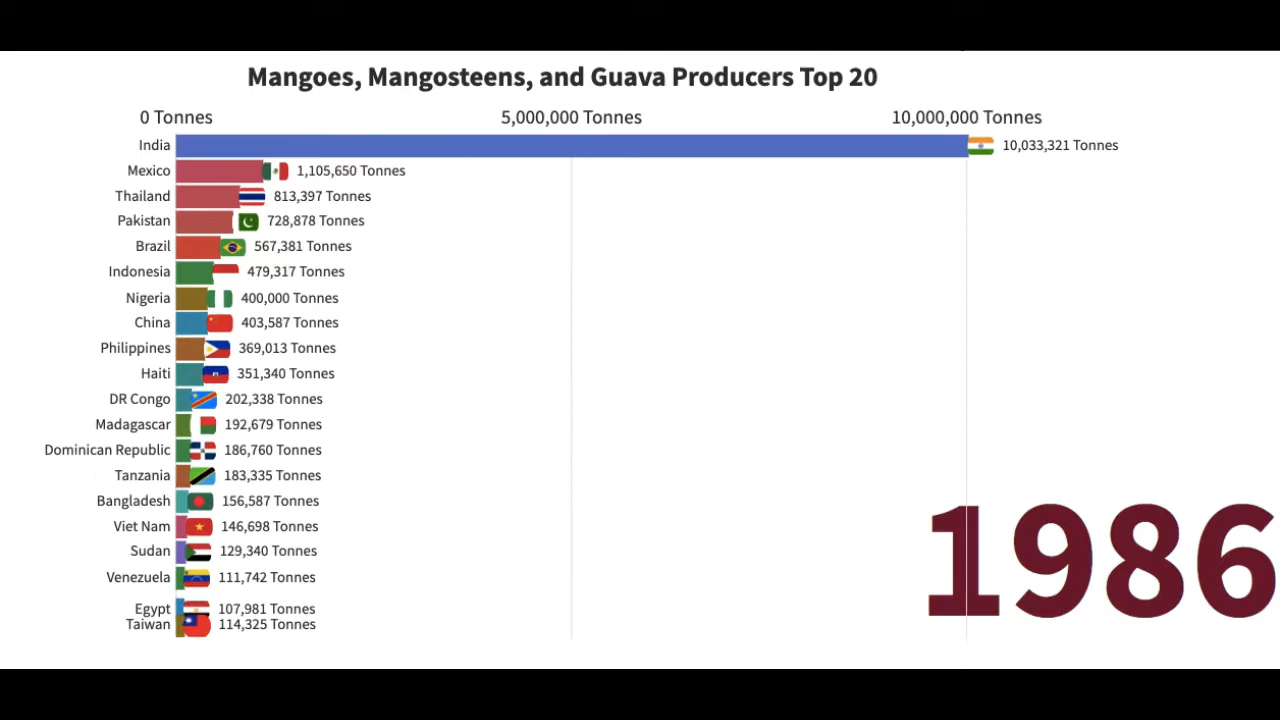 Mangoes, Mangosteens, and Guava Producers Top 20
0 Tonnes 5,000,000 Tonnes 10,000,000 Tonnes
India 10,033,321 Tonnes
Mexico 1,105,650 Tonnes
Thailand 813,397 Tonnes
Pakistan 728,878 Tonnes
Brazil 567,381 Tonnes
Indonesia 479,317 Tonnes
Nigeria 400,000 Tonnes
China 403,587 Tonnes
Philippines 369,013 Tonnes
Haiti 351,340 Tonnes
DR Congo 202,338 Tonnes
Madagascar 192,679 Tonnes
Dominican Republic 186,760 Tonnes
Tanzania 183,335 Tonnes
Bangladesh 156,587 Tonnes
Viet Nam 146,698 Tonnes
Sudan 129,340 Tonnes
Venezuela 111,742 Tonnes
Egypt 107,981 Tonnes
Taiwan 114,325 Tonnes
1986